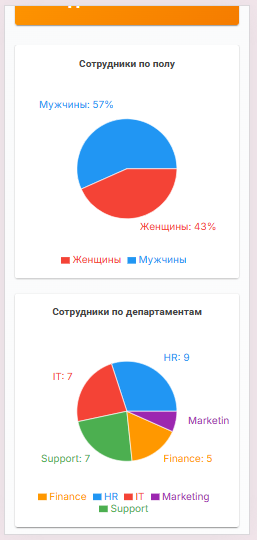 Сотрудники по полу
Мужчины: 57%
Женщины: 43%
Женщины Мужчины
Сотрудники по департаментам
HR: 9
IT: 7
Marketin
Support: 7
Finance: 5
Finance HR IT Marketing
Support